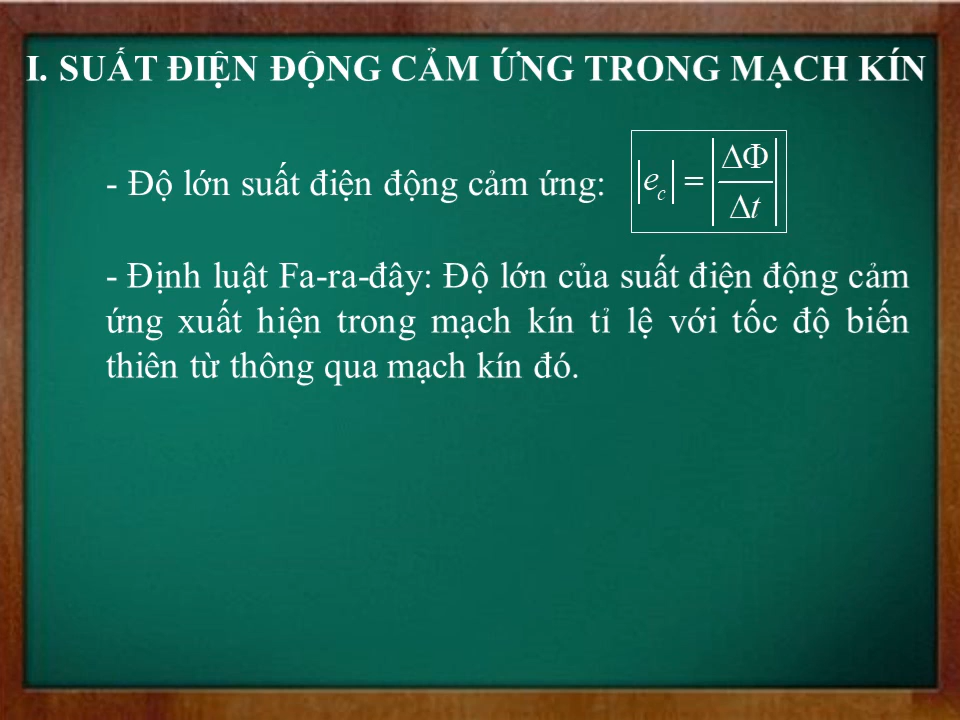 I. SUẤT ĐIỆN ĐỘNG CẢM ỨNG TRONG MẠCH KÍN
- Độ lớn suất điện động cảm ứng: |e_c| = |ΔΦ/Δt|
- Định luật Fa-ra-đây: Độ lớn của suất điện động cảm
ứng xuất hiện trong mạch kín tỉ lệ với tốc độ biến
thiên từ thông qua mạch kín đó.